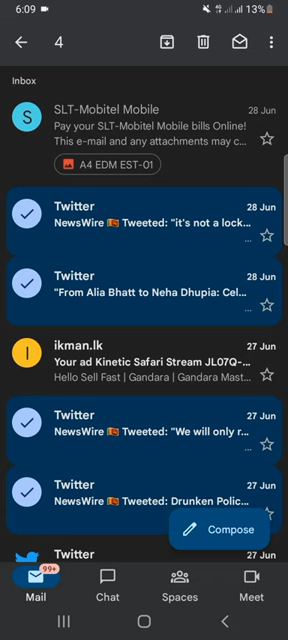 6:09
13%
4
Inbox
S
SLT-Mobitel Mobile
28 Jun
Pay your SLT-Mobitel Mobile bills Online!
This e-mail and any attachments may c...
A4 EDM EST-01
Twitter
28 Jun
NewsWire 🇱🇰 Tweeted: "it's not a lock...
...
Twitter
28 Jun
"From Alia Bhatt to Neha Dhupia: Cel...
...
I
ikman.lk
27 Jun
Your ad Kinetic Safari Stream JL07Q-...
Hello Sell Fast | Gandara | Gandara Mast...
Twitter
27 Jun
NewsWire 🇱🇰 Tweeted: "We will only r...
...
Twitter
27 Jun
NewsWire 🇱🇰 Tweeted: Drunken Polic...
Compose
Twitter
27 Jun
99+
Mail
Chat
Spaces
Meet